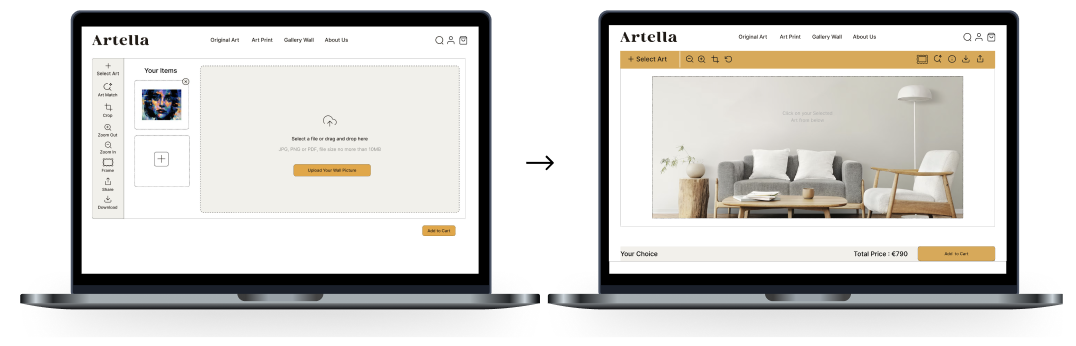 Artella
Original Art Art Print Gallery Wall About Us
Select Art
Art Match
Crop
Zoom Out
Zoom In
Frame
Share
Download
Your Items
Select a file or drag and drop here
JPG, PNG or PDF, file size no more than 10MB
Upload Your Wall Picture
Add to Cart
Artella
Original Art Art Print Gallery Wall About Us
+ Select Art
Click on your Selected
Your Choice
Total Price : €790
Add to Cart